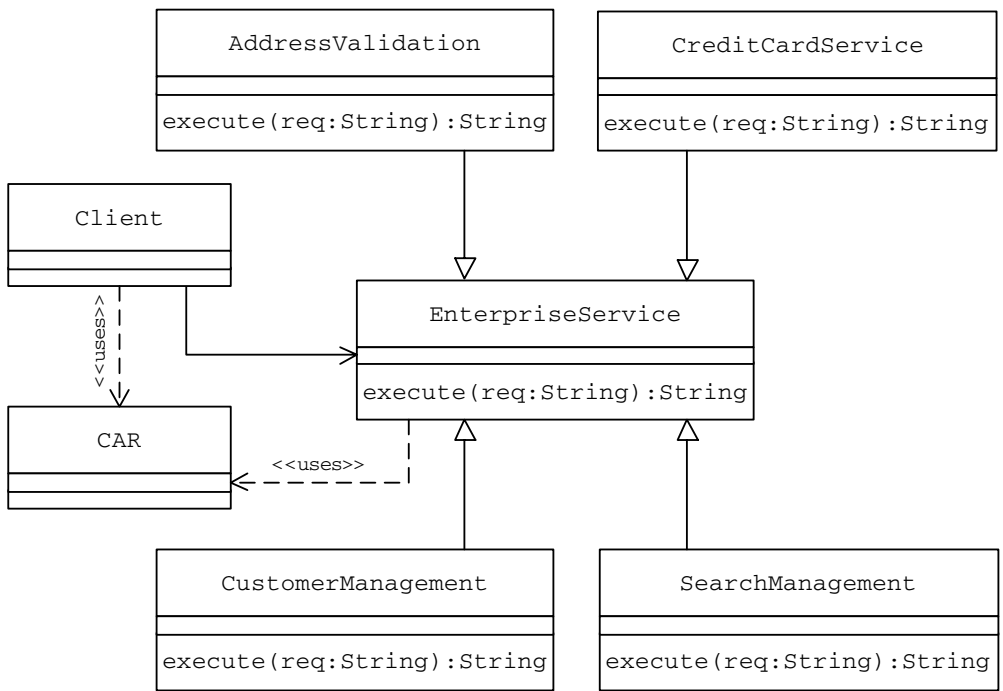 AddressValidation
execute(req:String):String
CreditCardService
execute(req:String):String
Client
<<uses>>
EnterpriseService
execute(req:String):String
CAR
<<uses>>
CustomerManagement
execute(req:String):String
SearchManagement
execute(req:String):String